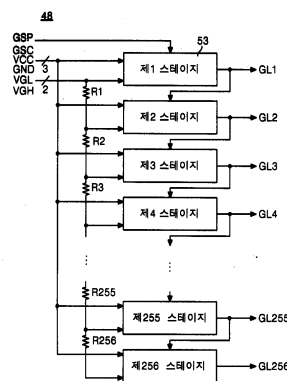 48
GSP
GSC
VCC
GND 3
VGL
VGH 2
53
제1 스테이지
GL1
R1
제2 스테이지
GL2
R2
제3 스테이지
GL3
R3
제4 스테이지
GL4
R255
제255 스테이지
GL255
R256
제256 스테이지
GL256